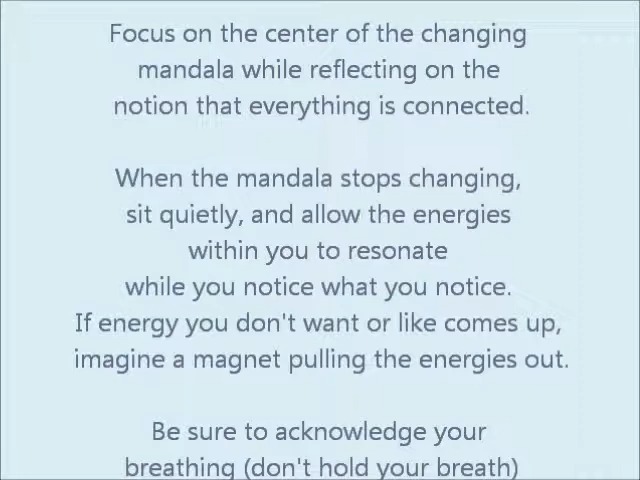 Focus on the center of the changing
mandala while reflecting on the
notion that everything is connected.
When the mandala stops changing,
sit quietly, and allow the energies
within you to resonate
while you notice what you notice.
If energy you don't want or like comes up,
imagine a magnet pulling the energies out.
Be sure to acknowledge your
breathing (don't hold your breath)